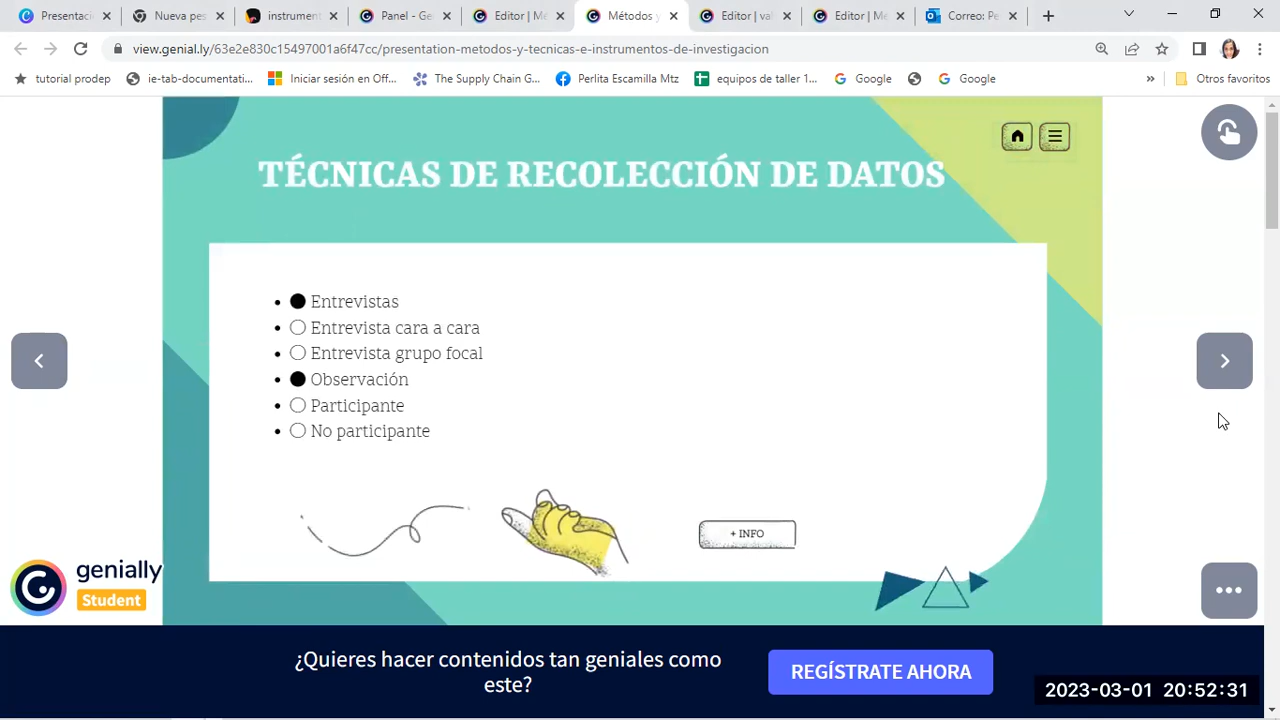 Presentaci
Nueva pes
instrument
Panel - Ge
Editor | Mé
Métodos y
Editor | val
Editor | Mé
Correo: Pe
view.genial.ly/63e2e830c15497001a6f47cc/presentation-metodos-y-tecnicas-e-instrumentos-de-investigacion
tutorial prodep
ie-tab-documentati...
Iniciar sesión en Off...
The Supply Chain G...
Perlita Escamilla Mtz
equipos de taller 1...
Google
Google
»
Otros favoritos
TÉCNICAS DE RECOLECCIÓN DE DATOS
Entrevistas
Entrevista cara a cara
Entrevista grupo focal
Observación
Participante
No participante
+ INFO
genially
Student
¿Quieres hacer contenidos tan geniales como
este?
REGÍSTRATE AHORA
2023-03-01 20:52:31